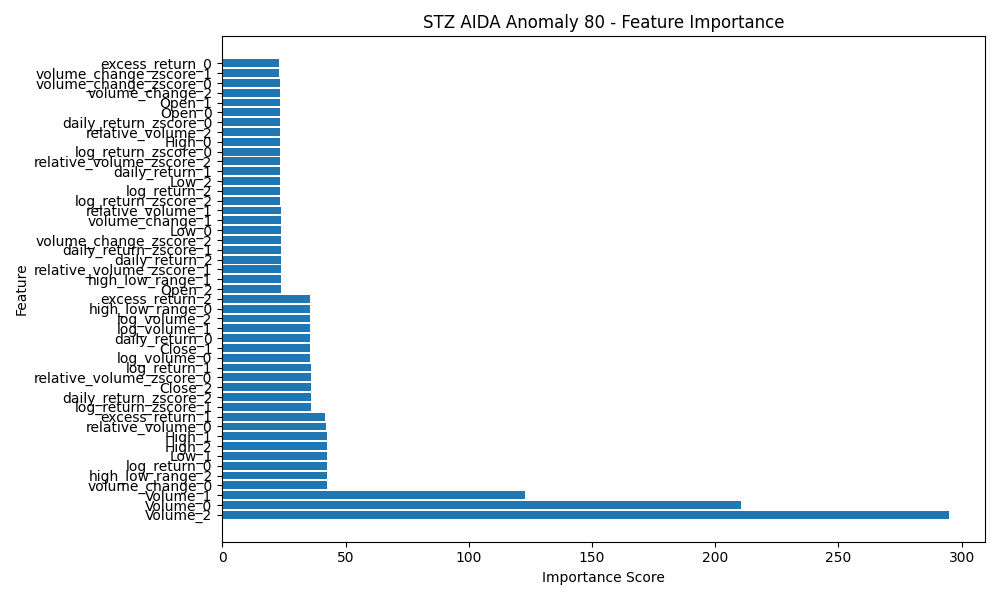 STZ AIDA Anomaly 80 - Feature Importance
excess_return_0
volume_change_zscore_1
volume_change_zscore_0
volume_change_2
Open_1
Open_0
daily_return_zscore_0
relative_volume_2
High_0
log_return_zscore_0
relative_volume_zscore_2
daily_return_1
Low_2
log_return_2
log_return_zscore_2
relative_volume_1
volume_change_1
Low_0
volume_change_zscore_2
daily_return_zscore_1
daily_return_2
relative_volume_zscore_1
high_low_range_1
Open_2
excess_return_2
high_low_range_0
log_volume_2
log_volume_1
daily_return_0
Close_1
log_volume_0
log_return_1
relative_volume_zscore_0
Close_2
daily_return_zscore_2
log_return_zscore_1
excess_return_1
relative_volume_0
High_1
High_2
Low_1
log_return_0
high_low_range_2
volume_change_0
Volume_1
Volume_0
Volume_2
Feature
0 50 100 150 200 250 300
Importance Score